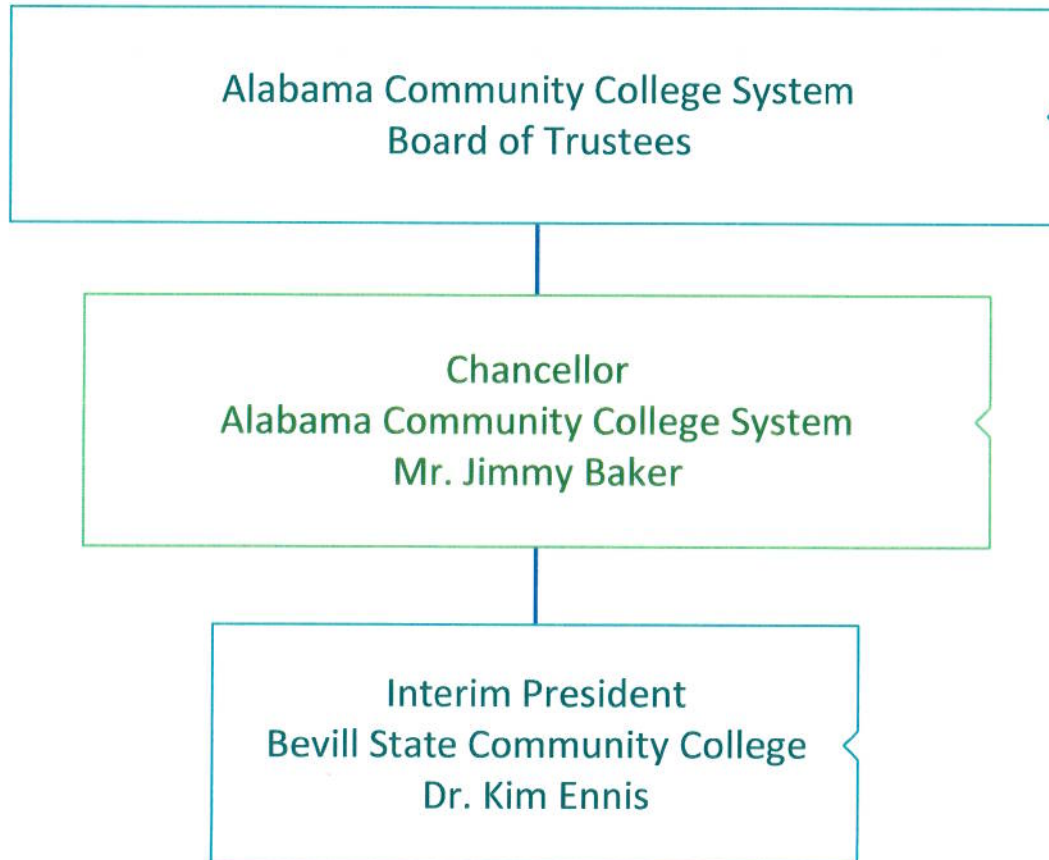 Alabama Community College System
Board of Trustees
Chancellor
Alabama Community College System
Mr. Jimmy Baker
Interim President
Bevill State Community College
Dr. Kim Ennis